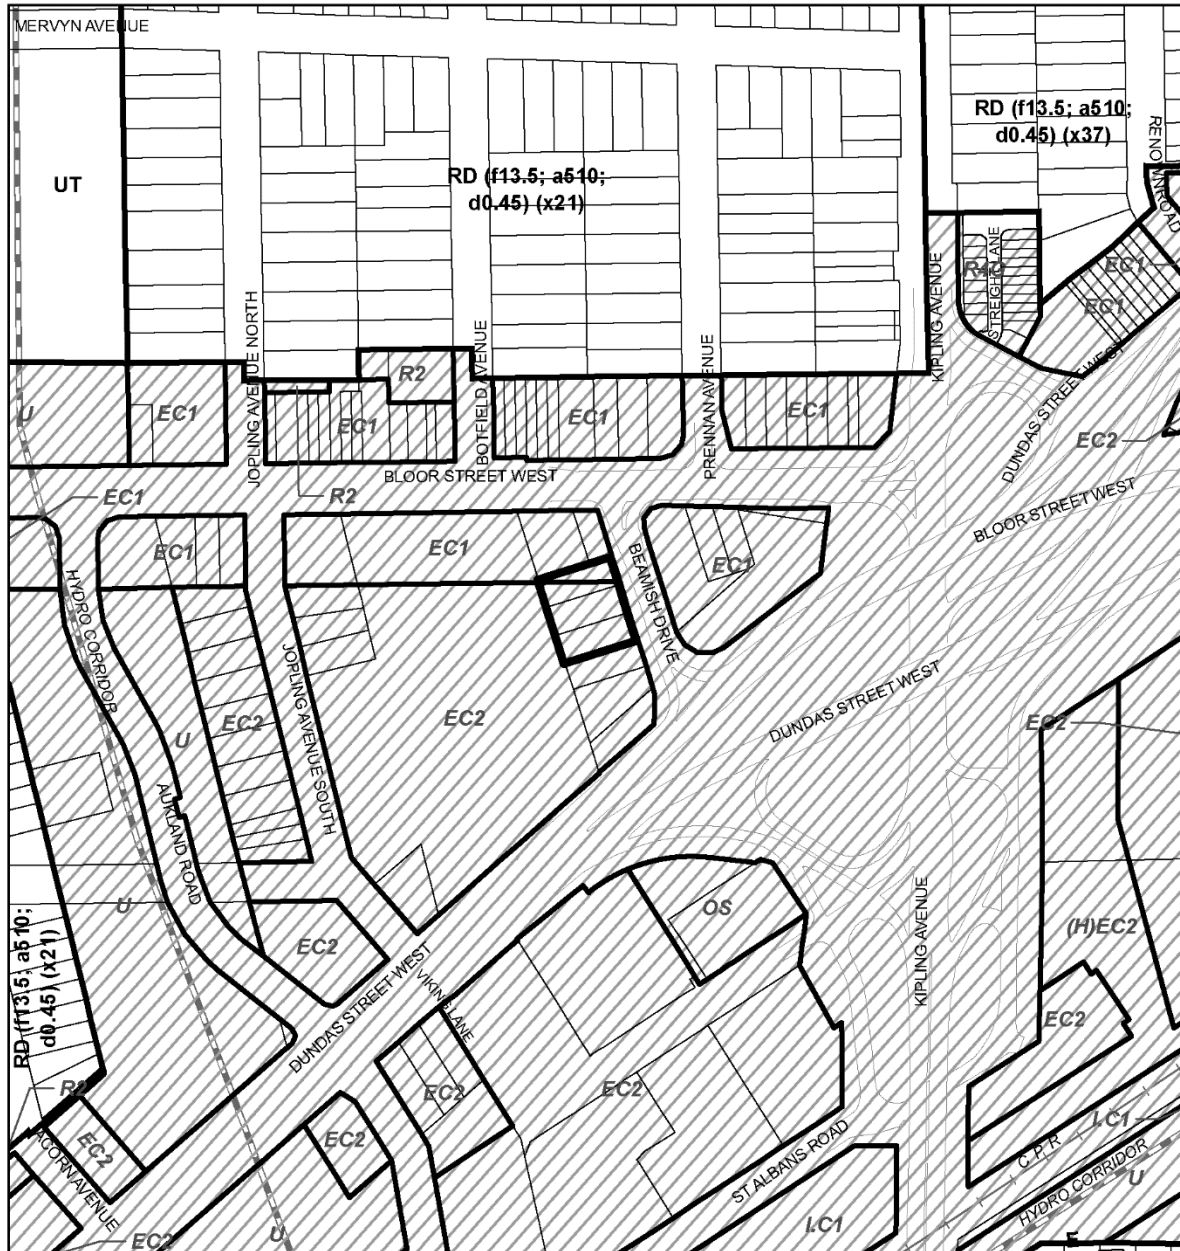 MERVYN AVENUE
RD (f13.5; a510;
d0.45) (x37)
RENOWN ROAD
UT
RD (f13.5; a510;
d0.45) (x21)
KIPLING AVENUE
STREIGHT LANE
EC1
EC1
JOPLING AVENUE NORTH
BOTFIELD AVENUE
PRENNAN AVENUE
DUNDAS STREET WEST
R2
U
EC1
EC1
EC1
EC1
EC2
BLOOR STREET WEST
EC1
R2
BLOOR STREET WEST
EC1
EC1
EC1
HYDRO CORRIDOR
BEAMISH DRIVE
JOPLING AVENUE SOUTH
DUNDAS STREET WEST
EC2
EC2
EC2
U
AUKLAND ROAD
U
OS
KIPLING AVENUE
RD (f13.5; a510;
d0.45) (x21)
EC2
(H)EC2
DUNDAS STREET WEST
VIKING LANE
EC2
R2
EC2
EC2
I.C1
EC2
EC2
ST ALBANS ROAD
C.P.R
HYDRO CORRIDOR
U
ACORN AVENUE
EC2
U
I.C1